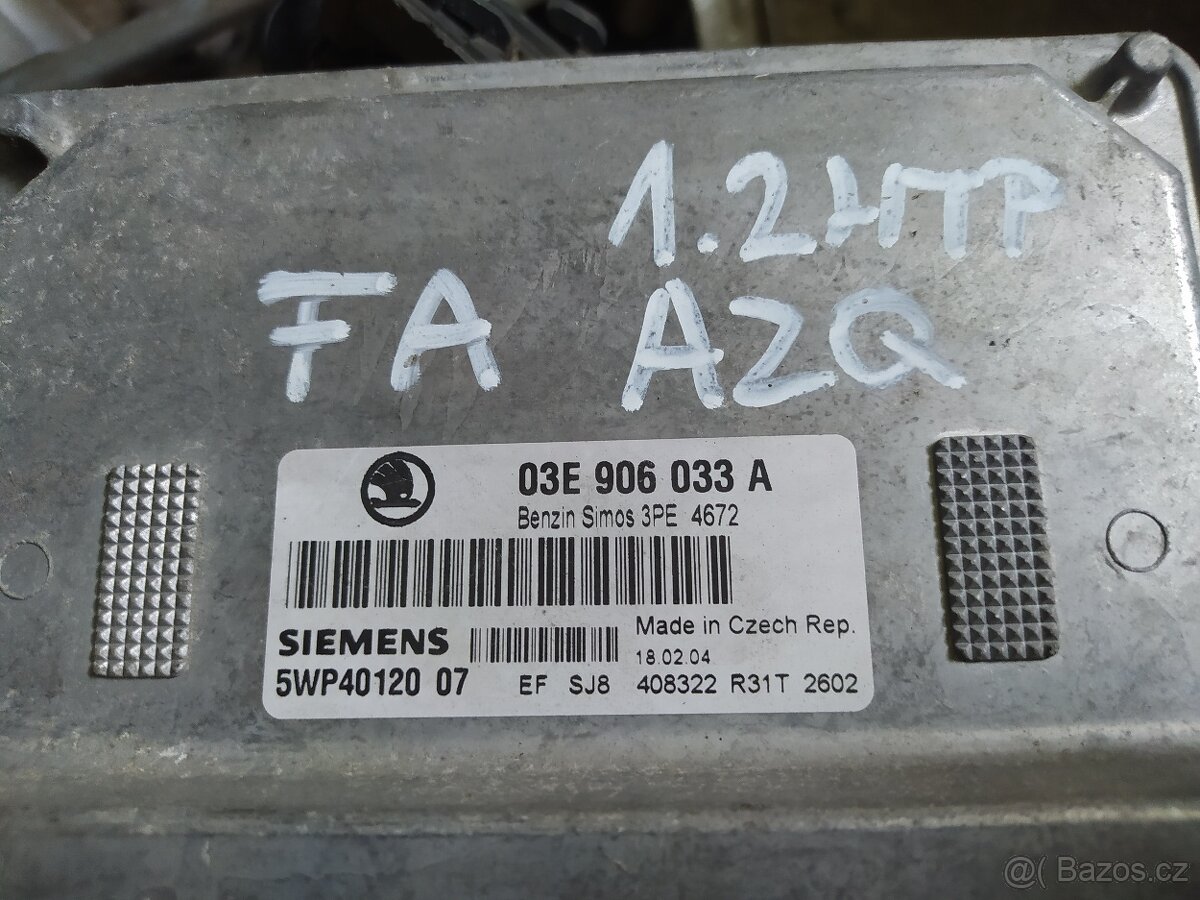 1.2HTP
FA AZQ
03E 906 033 A
Benzin Simos 3PE 4672
SIEMENS
Made in Czech Rep.
18.02.04
5WP40120 07
EF SJ8 408322 R31T 2602
@( Bazos.cz